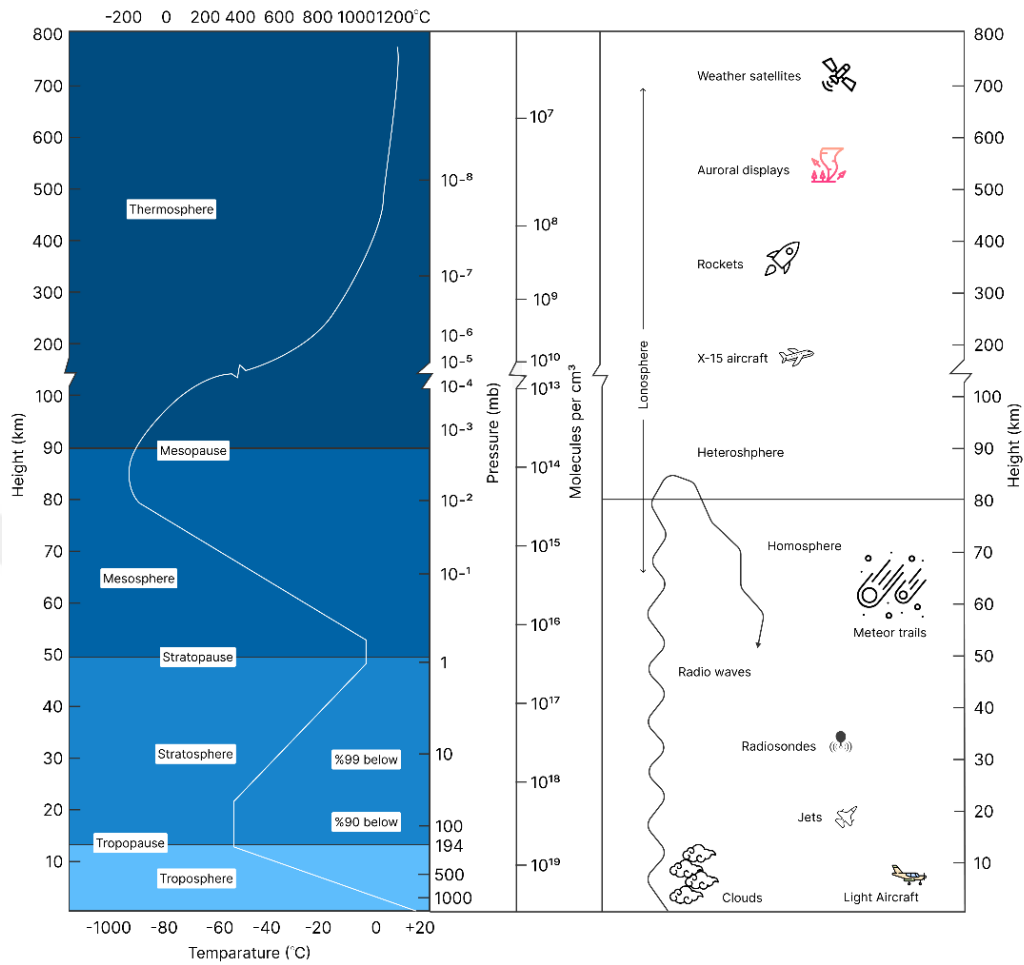 -200 0 200 400 600 800 1000 1200°C
800
700
600
500
400
300
200
100
90
80
70
60
50
40
30
20
10
Height (km)
Thermosphere
Mesopause
Mesosphere
Stratopause
Stratosphere
%99 below
%90 below
Tropopause
Troposphere
-1000 -80 -60 -40 -20 0 +20
Temparature (°C)
10⁻⁸
10⁻⁷
10⁻⁶
10⁻⁵
10⁻⁴
10⁻³
10⁻²
10⁻¹
1
10
100
194
500
1000
Pressure (mb)
10⁷
10⁸
10⁹
10¹⁰
10¹³
10¹⁴
10¹⁵
10¹⁶
10¹⁷
10¹⁸
10¹⁹
Molecules per cm³
Lonosphere
Weather satellites
Auroral displays
Rockets
X-15 aircraft
Heteroshphere
Homosphere
Meteor trails
Radio waves
Radiosondes
Jets
Clouds
Light Aircraft
800
700
600
500
400
300
200
100
90
80
70
60
50
40
30
20
10
Height (km)